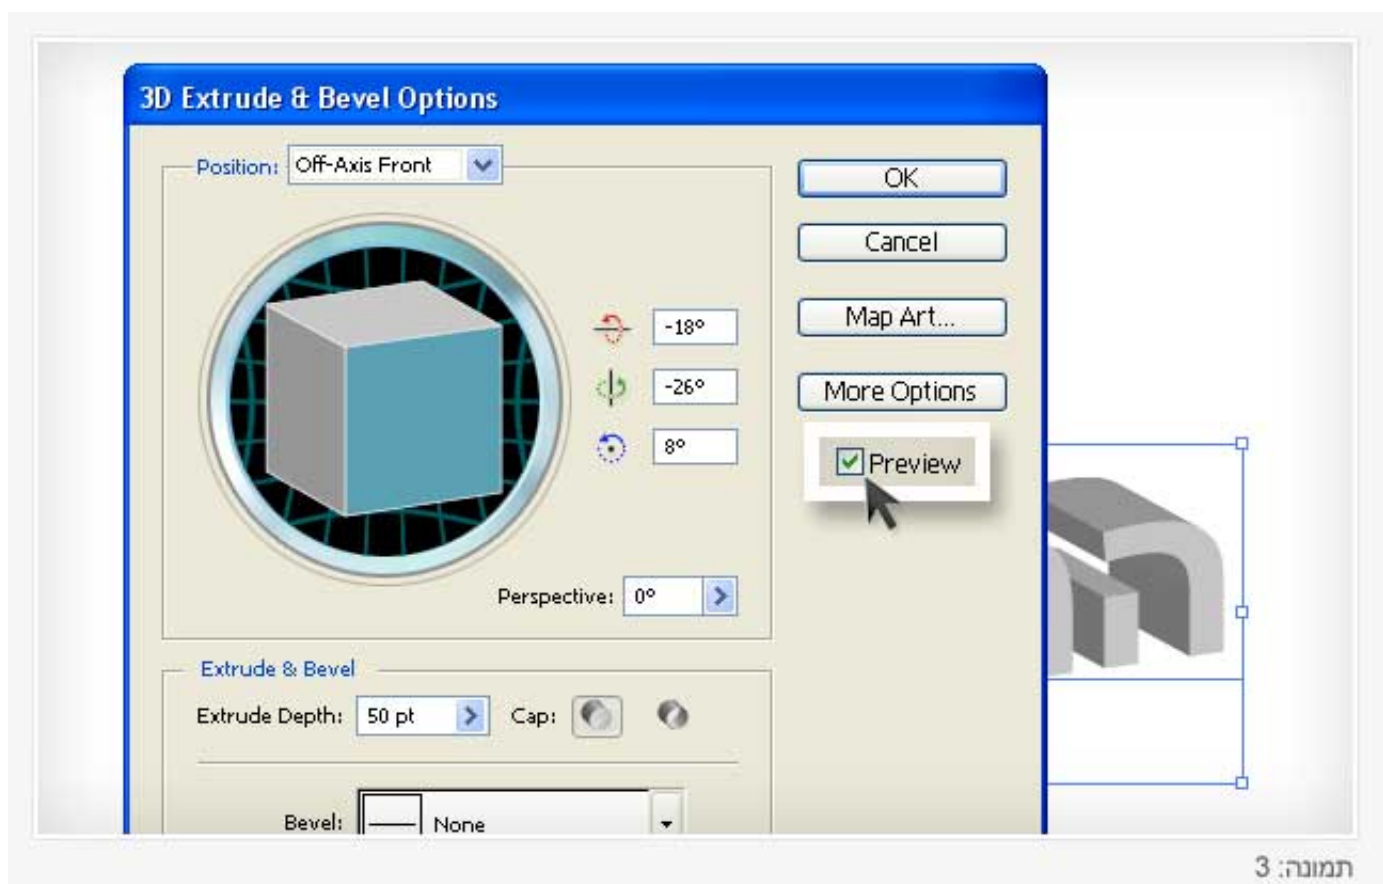 3D Extrude & Bevel Options
Position: Off-Axis Front
OK
Cancel
Map Art...
More Options
Preview
-18°
-26°
8°
Perspective: 0°
Extrude & Bevel
Extrude Depth: 50 pt Cap:
Bevel: None
תמונה: 3